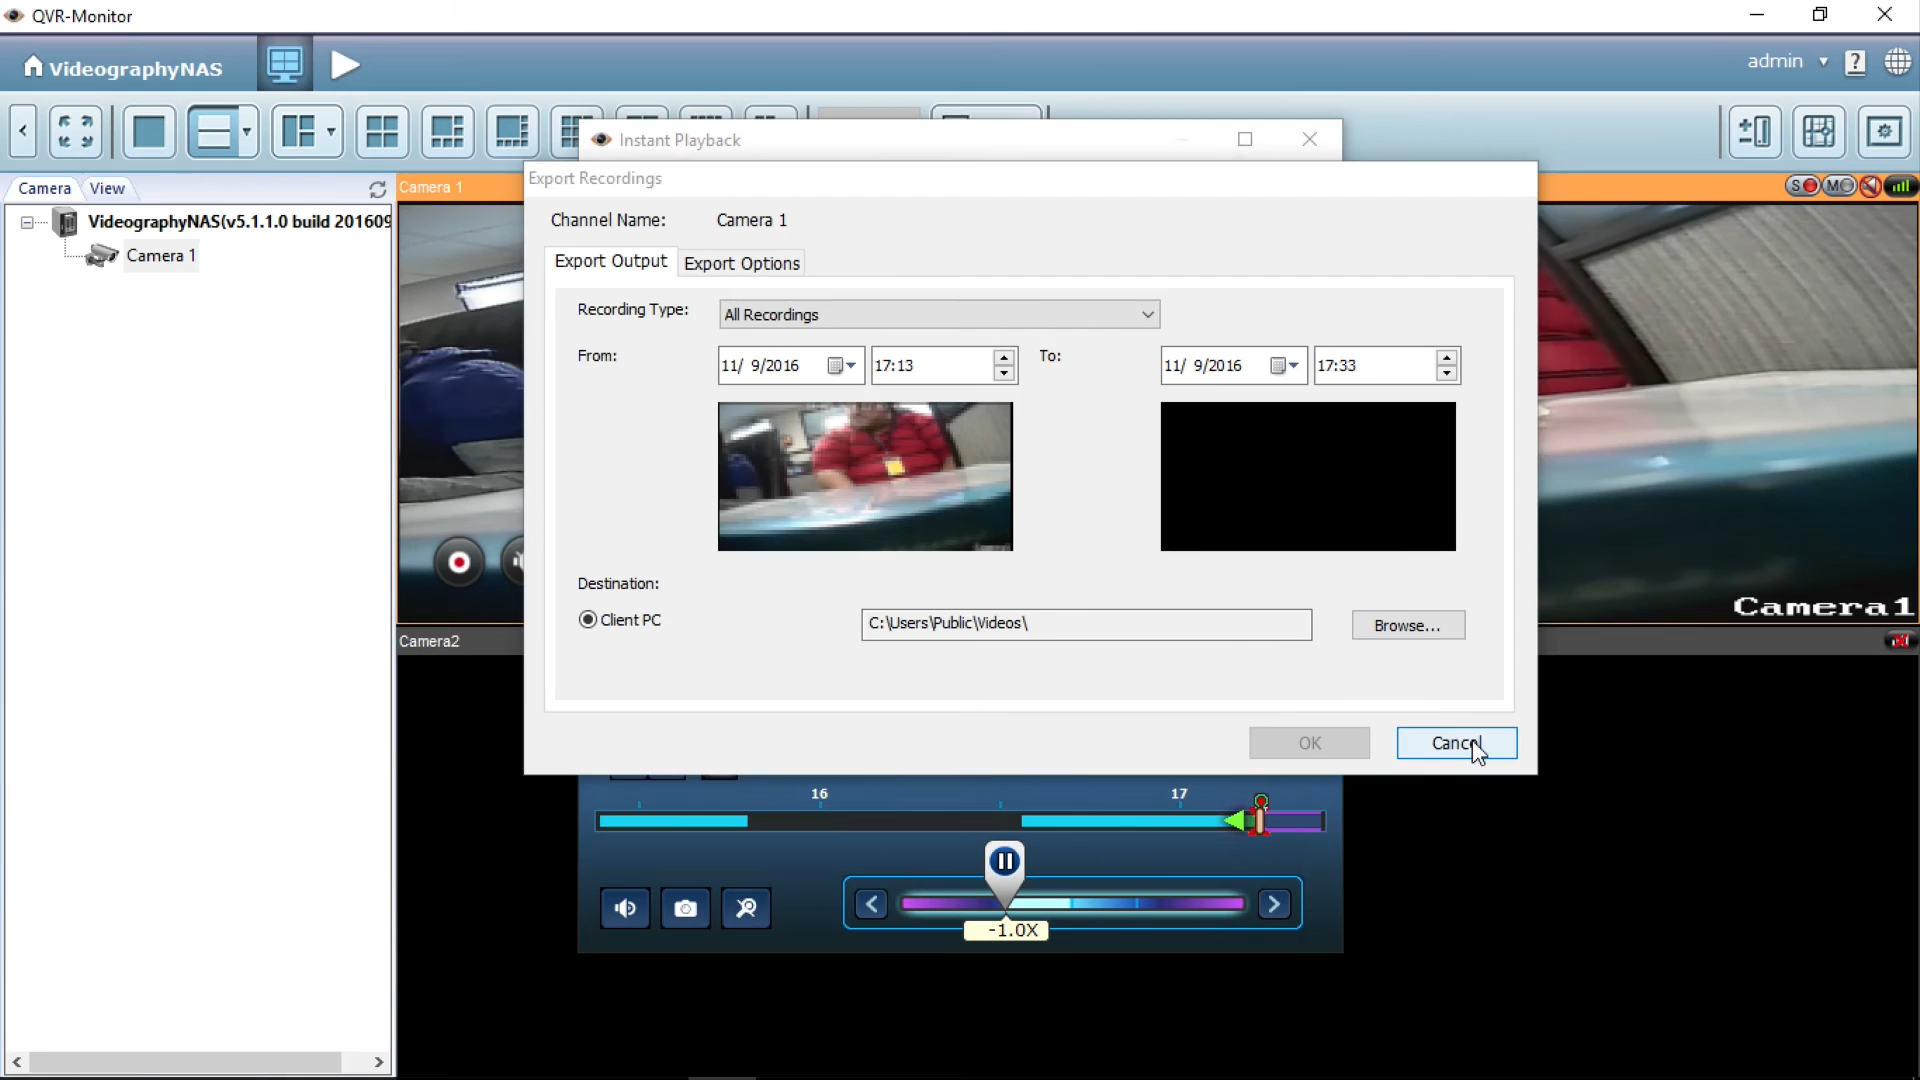 QVR-Monitor
VideographyNAS
admin
?
Instant Playback
Camera View
Camera 1
S M
VideographyNAS(v5.1.1.0 build 201609
Camera 1
Export Recordings
Channel Name: Camera 1
Export Output Export Options
Recording Type: All Recordings
From: 11/ 9/2016 17:13 To: 11/ 9/2016 17:33
Destination:
Client PC C:\Users\Public\Videos\ Browse...
OK Cancel
Camera1
Camera2
16 17
-1.0X